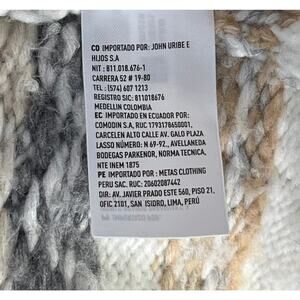 CO IMPORTADO POR: JOHN URIBE E
HIJOS S.A
NIT : 811.018.676-1
CARRERA 52 # 19-80
TEL : (574) 607 1213
REGISTRO SIC: 811018676
MEDELLIN COLOMBIA
EC IMPORTADO EN ECUADOR POR:
COMODIN S.A, RUC 1793178650001,
CARCELEN ALTO CALLE AV. GALO PLAZA
LASSO NÚMERO: N 69-92., AVELLANEDA
BODEGAS PARKENOR, NORMA TECNICA,
NTE INEM 1875
PE IMPORTADO POR : METAS CLOTHING
PERU SAC. RUC: 20602087442
DIR: AV. JAVIER PRADO ESTE 560, PISO 21,
OFIC 2101, SAN ISIDRO, LIMA, PERÚ